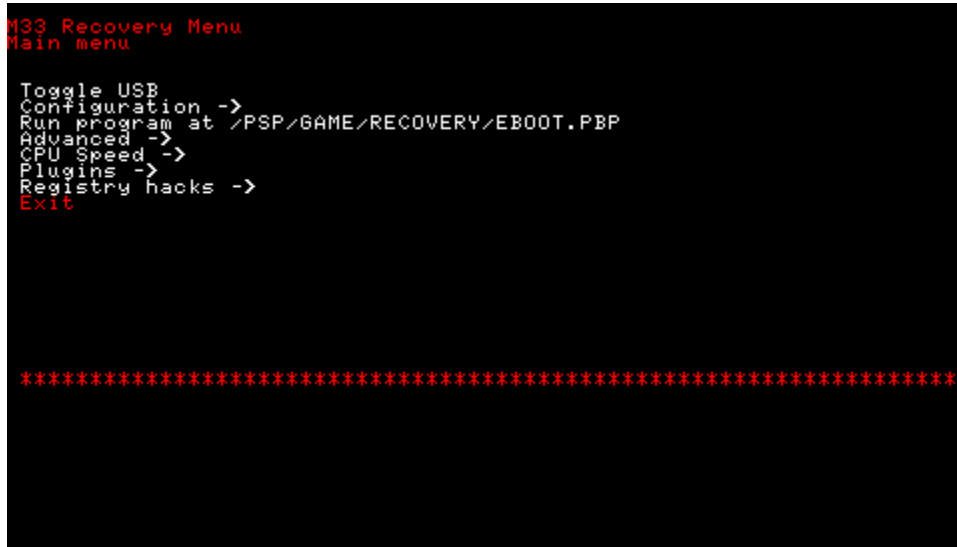 M33 Recovery Menu
Main menu
Toggle USB
Configuration ->
Run program at /PSP/GAME/RECOVERY/EBOOT.PBP
Advanced ->
CPU Speed ->
Plugins ->
Registry hacks ->
Exit
********************************************************************